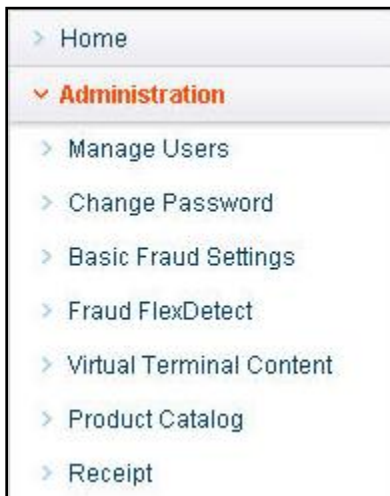 Home
Administration
Manage Users
Change Password
Basic Fraud Settings
Fraud FlexDetect
Virtual Terminal Content
Product Catalog
Receipt